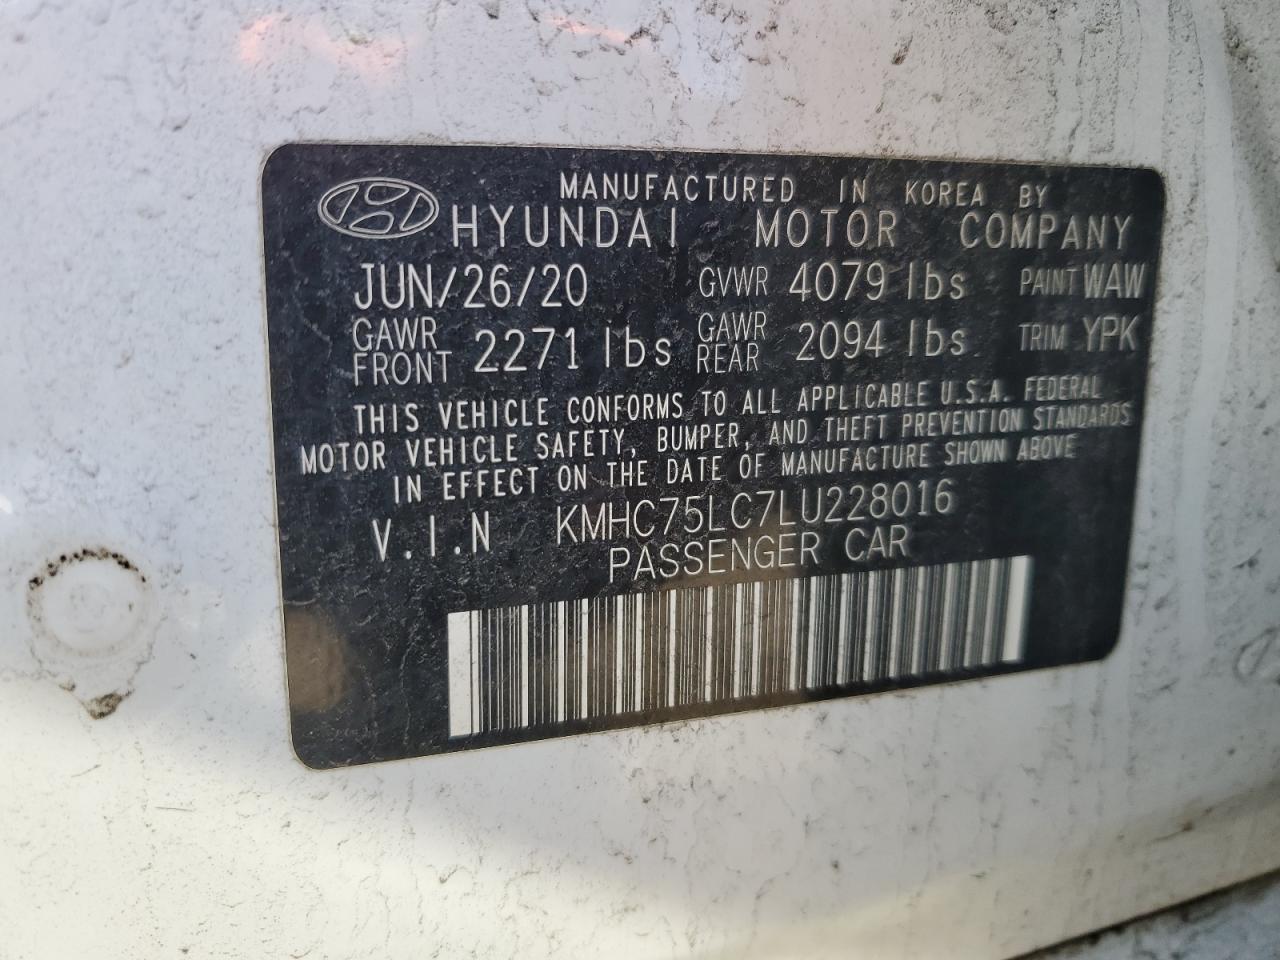 MANUFACTURED IN KOREA BY
HYUNDAI MOTOR COMPANY
JUN/26/20 GVWR 4079 lbs PAINT WAW
GAWR FRONT 2271 lbs GAWR REAR 2094 lbs TRIM YPK
THIS VEHICLE CONFORMS TO ALL APPLICABLE U.S.A. FEDERAL
MOTOR VEHICLE SAFETY, BUMPER, AND THEFT PREVENTION STANDARDS
IN EFFECT ON THE DATE OF MANUFACTURE SHOWN ABOVE
V.I.N KMHC75LC7LU228016
PASSENGER CAR